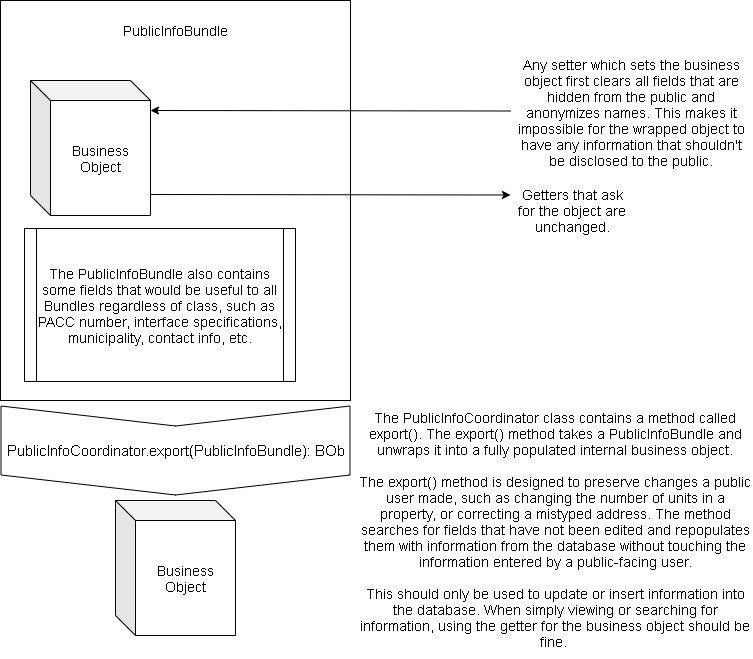 PublicInfoBundle
Any setter which sets the business
object first clears all fields that are
hidden from the public and
anonymizes names. This makes it
impossible for the wrapped object to
have any information that shouldn't
be disclosed to the public.
Business
Object
Getters that ask
for the object are
unchanged.
The PublicInfoBundle also contains
some fields that would be useful to all
Bundles regardless of class, such as
PACC number, interface specifications,
municipality, contact info, etc.
PublicInfoCoordinator.export(PublicInfoBundle): BOb
The PublicInfoCoordinator class contains a method called
export(). The export() method takes a PublicInfoBundle and
unwraps it into a fully populated internal business object.
The export() method is designed to preserve changes a public
user made, such as changing the number of units in a
property, or correcting a mistyped address. The method
searches for fields that have not been edited and repopulates
them with information from the database without touching the
information entered by a public-facing user.
This should only be used to update or insert information into
the database. When simply viewing or searching for
information, using the getter for the business object should be
fine.
Business
Object